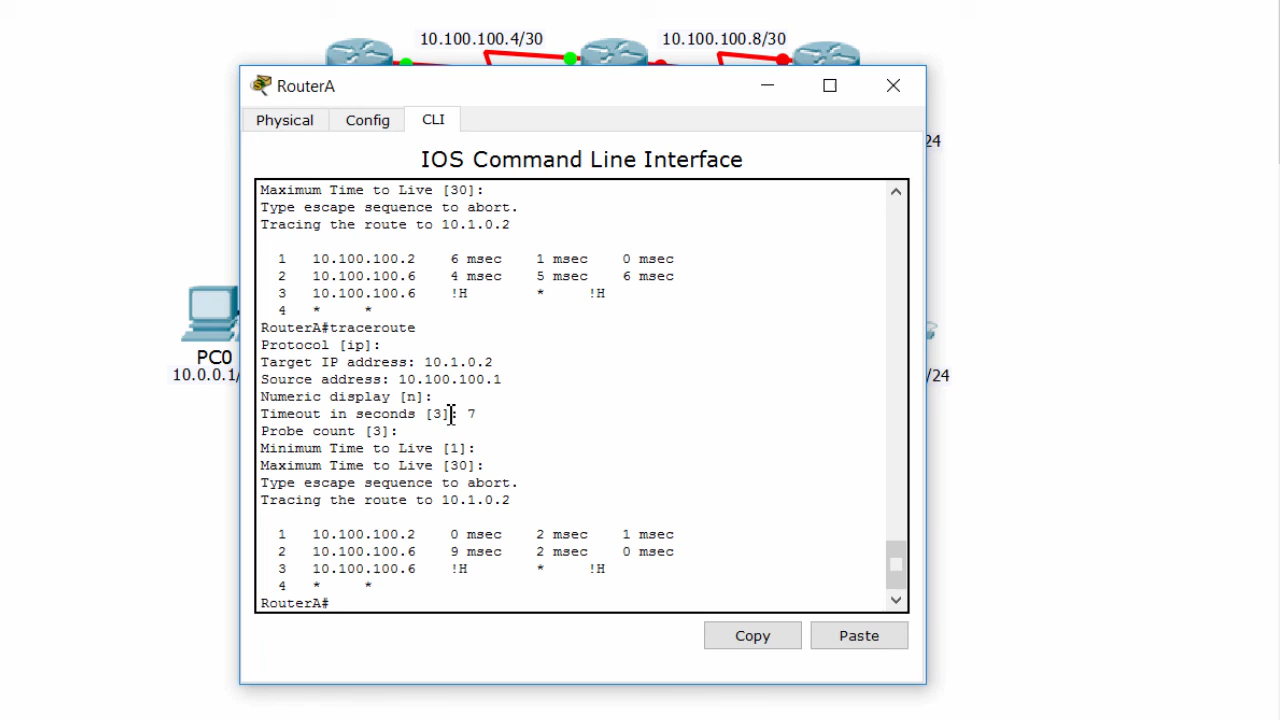 10.100.100.4/30
10.100.100.8/30
RouterA
Physical
Config
CLI
24
IOS Command Line Interface
Maximum Time to Live [30]:
Type escape sequence to abort.
Tracing the route to 10.1.0.2
1 10.100.100.2 6 msec 1 msec 0 msec
2 10.100.100.6 4 msec 5 msec 6 msec
3 10.100.100.6 !H * !H
4 * *
RouterA#traceroute
Protocol [ip]:
Target IP address: 10.1.0.2
Source address: 10.100.100.1
Numeric display [n]:
Timeout in seconds [3]: 7
Probe count [3]:
Minimum Time to Live [1]:
Maximum Time to Live [30]:
Type escape sequence to abort.
Tracing the route to 10.1.0.2
1 10.100.100.2 0 msec 2 msec 1 msec
2 10.100.100.6 9 msec 2 msec 0 msec
3 10.100.100.6 !H * !H
4 * *
RouterA#
PC0
10.0.0.1/
/24
Copy
Paste